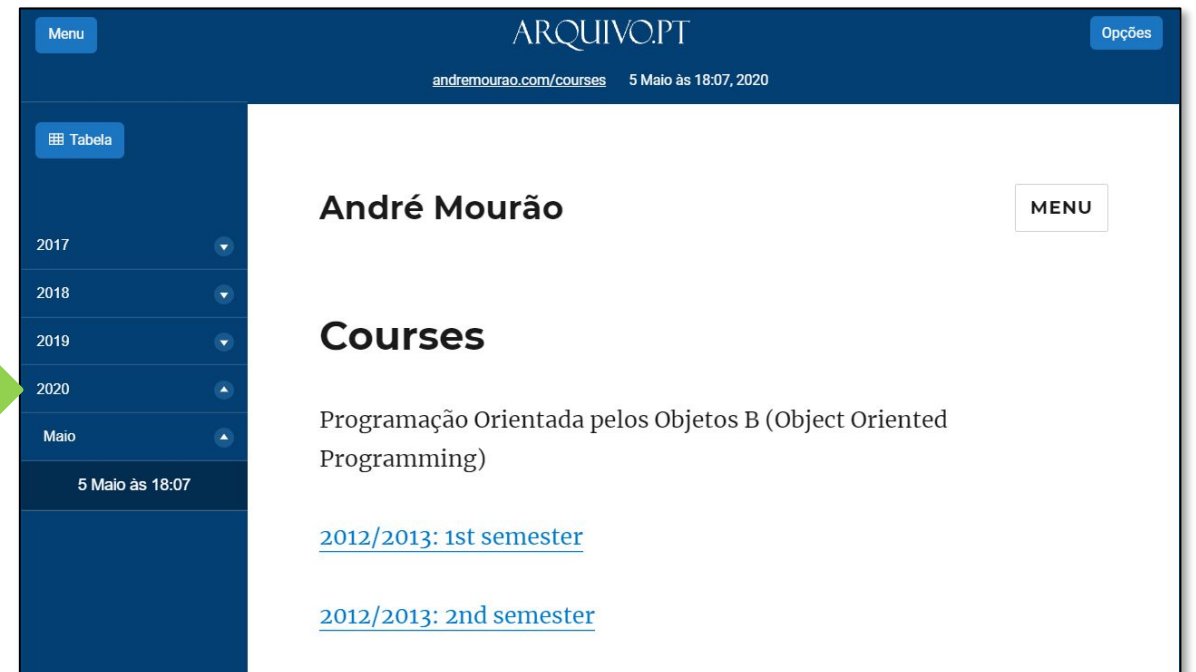 Menu
ARQUIVO.PT
Opções
andremourao.com/courses 5 Maio às 18:07, 2020
Tabela
2017
2018
2019
2020
Maio
5 Maio às 18:07
André Mourão
MENU
Courses
Programação Orientada pelos Objetos B (Object Oriented
Programming)
2012/2013: 1st semester
2012/2013: 2nd semester